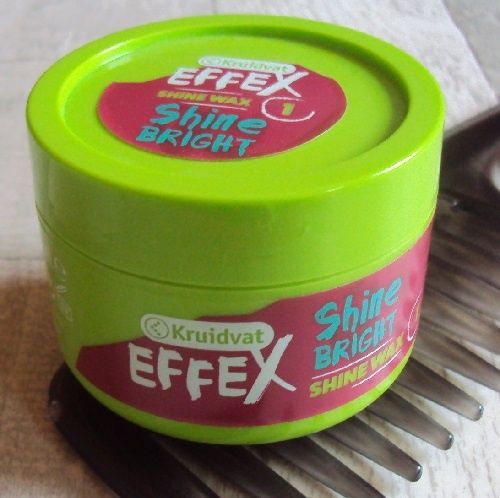 Kruidvat
EFFEX
SHINE WAX 1
Shine
BRIGHT
Kruidvat
EFFEX
Shine
BRIGHT
SHINE WAX